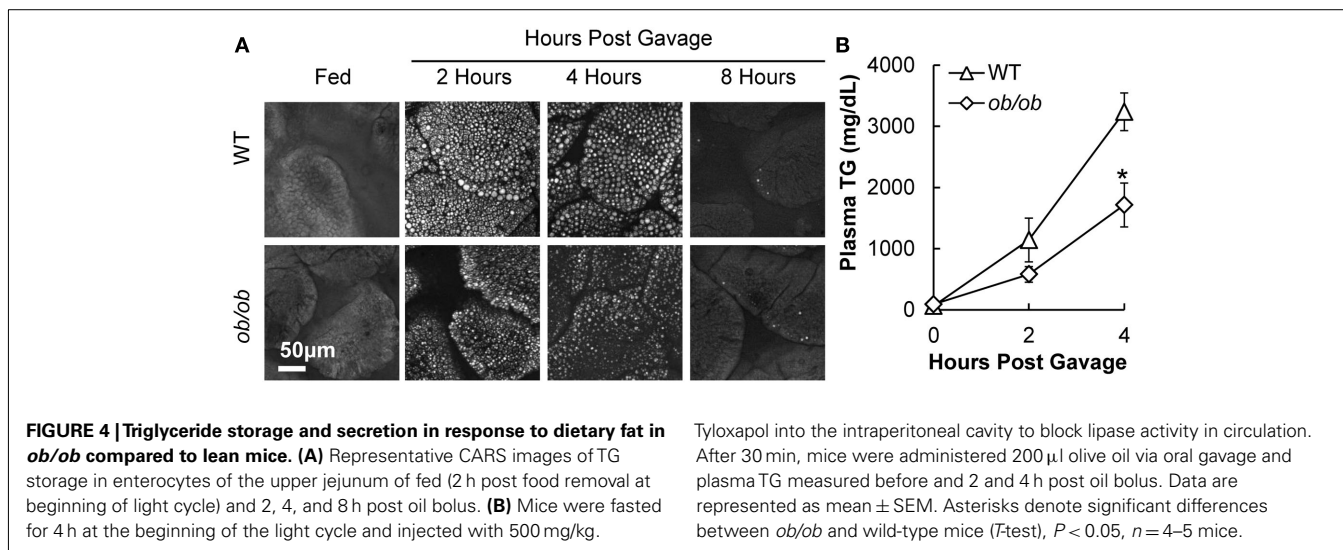 A
Hours Post Gavage
Fed
2 Hours
4 Hours
8 Hours
WT
ob/ob
50μm
B
WT
ob/ob
4000
3000
2000
1000
0
Plasma TG (mg/dL)
*
0
2
4
Hours Post Gavage
FIGURE 4 | Triglyceride storage and secretion in response to dietary fat in
ob/ob compared to lean mice. (A) Representative CARS images of TG
storage in enterocytes of the upper jejunum of fed (2 h post food removal at
beginning of light cycle) and 2, 4, and 8 h post oil bolus. (B) Mice were fasted
for 4 h at the beginning of the light cycle and injected with 500 mg/kg.
Tyloxapol into the intraperitoneal cavity to block lipase activity in circulation.
After 30 min, mice were administered 200 μl olive oil via oral gavage and
plasma TG measured before and 2 and 4 h post oil bolus. Data are
represented as mean ± SEM. Asterisks denote significant differences
between ob/ob and wild-type mice (T-test), P < 0.05, n = 4–5 mice.